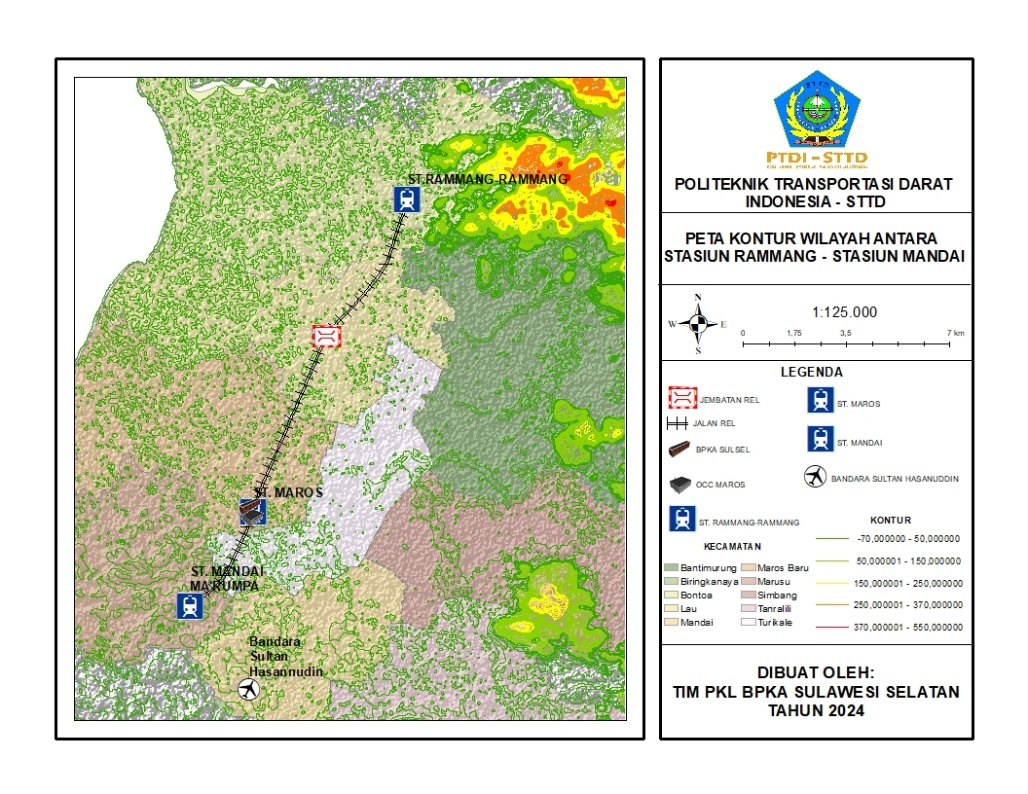 ST.RAMMANG-RAMMANG
ST. MAROS
ST. MANDAI
MA'RUMPA
Bandara
Sultan
Hasannudin
PTDI - STTD
POLITEKNIK TRANSPORTASI DARAT
INDONESIA - STTD
PETA KONTUR WILAYAH ANTARA
STASIUN RAMMANG - STASIUN MANDAI
N
W E
S
1:125.000
0 1,75 3,5 7 km
LEGENDA
JEMBATAN REL
JALAN REL
BPKA SULSEL
OCC MAROS
ST. RAMMANG-RAMMANG
ST. MAROS
ST. MANDAI
BANDARA SULTAN HASANUDDIN
KECAMATAN
Bantimurung
Biringkanaya
Bontoa
Lau
Mandai
Maros Baru
Marusu
Simbang
Tanralili
Turikale
KONTUR
-70,000000 - 50,000000
50,000001 - 150,000000
150,000001 - 250,000000
250,000001 - 370,000000
370,000001 - 550,000000
DIBUAT OLEH:
TIM PKL BPKA SULAWESI SELATAN
TAHUN 2024